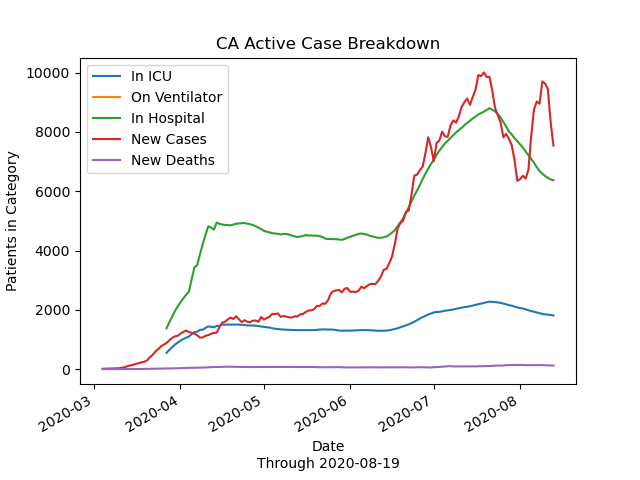 CA Active Case Breakdown
In ICU
On Ventilator
In Hospital
New Cases
New Deaths
Patients in Category
10000
8000
6000
4000
2000
0
2020-03
2020-04
2020-05
2020-06
2020-07
2020-08
Date
Through 2020-08-19